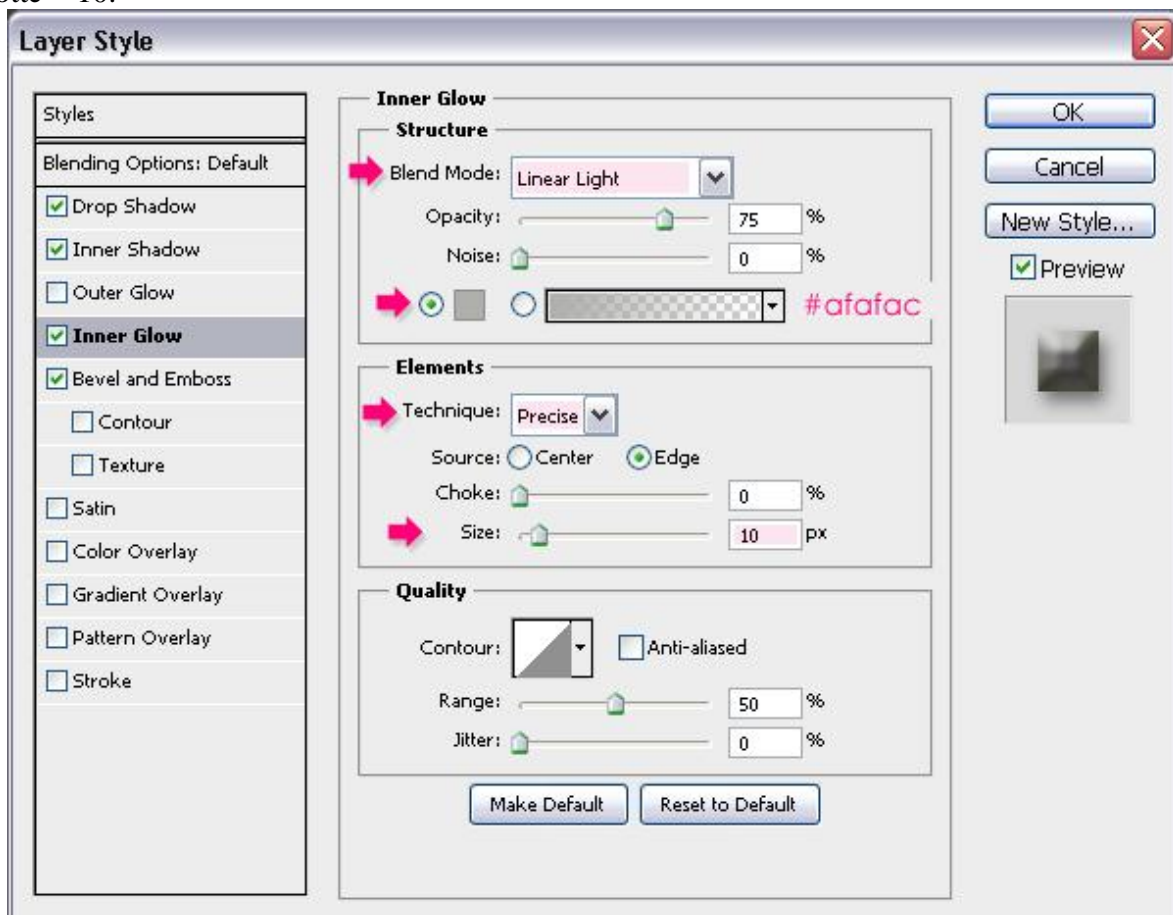 10.
Layer Style
Styles
Blending Options: Default
Drop Shadow
Inner Shadow
Outer Glow
Inner Glow
Bevel and Emboss
Contour
Texture
Satin
Color Overlay
Gradient Overlay
Pattern Overlay
Stroke
Inner Glow
Structure
Blend Mode: Linear Light
Opacity: 75 %
Noise: 0 %
#afafac
Elements
Technique: Precise
Source: Center Edge
Choke: 0 %
Size: 10 px
Quality
Contour: Anti-aliased
Range: 50 %
Jitter: 0 %
Make Default Reset to Default
OK
Cancel
New Style...
Preview